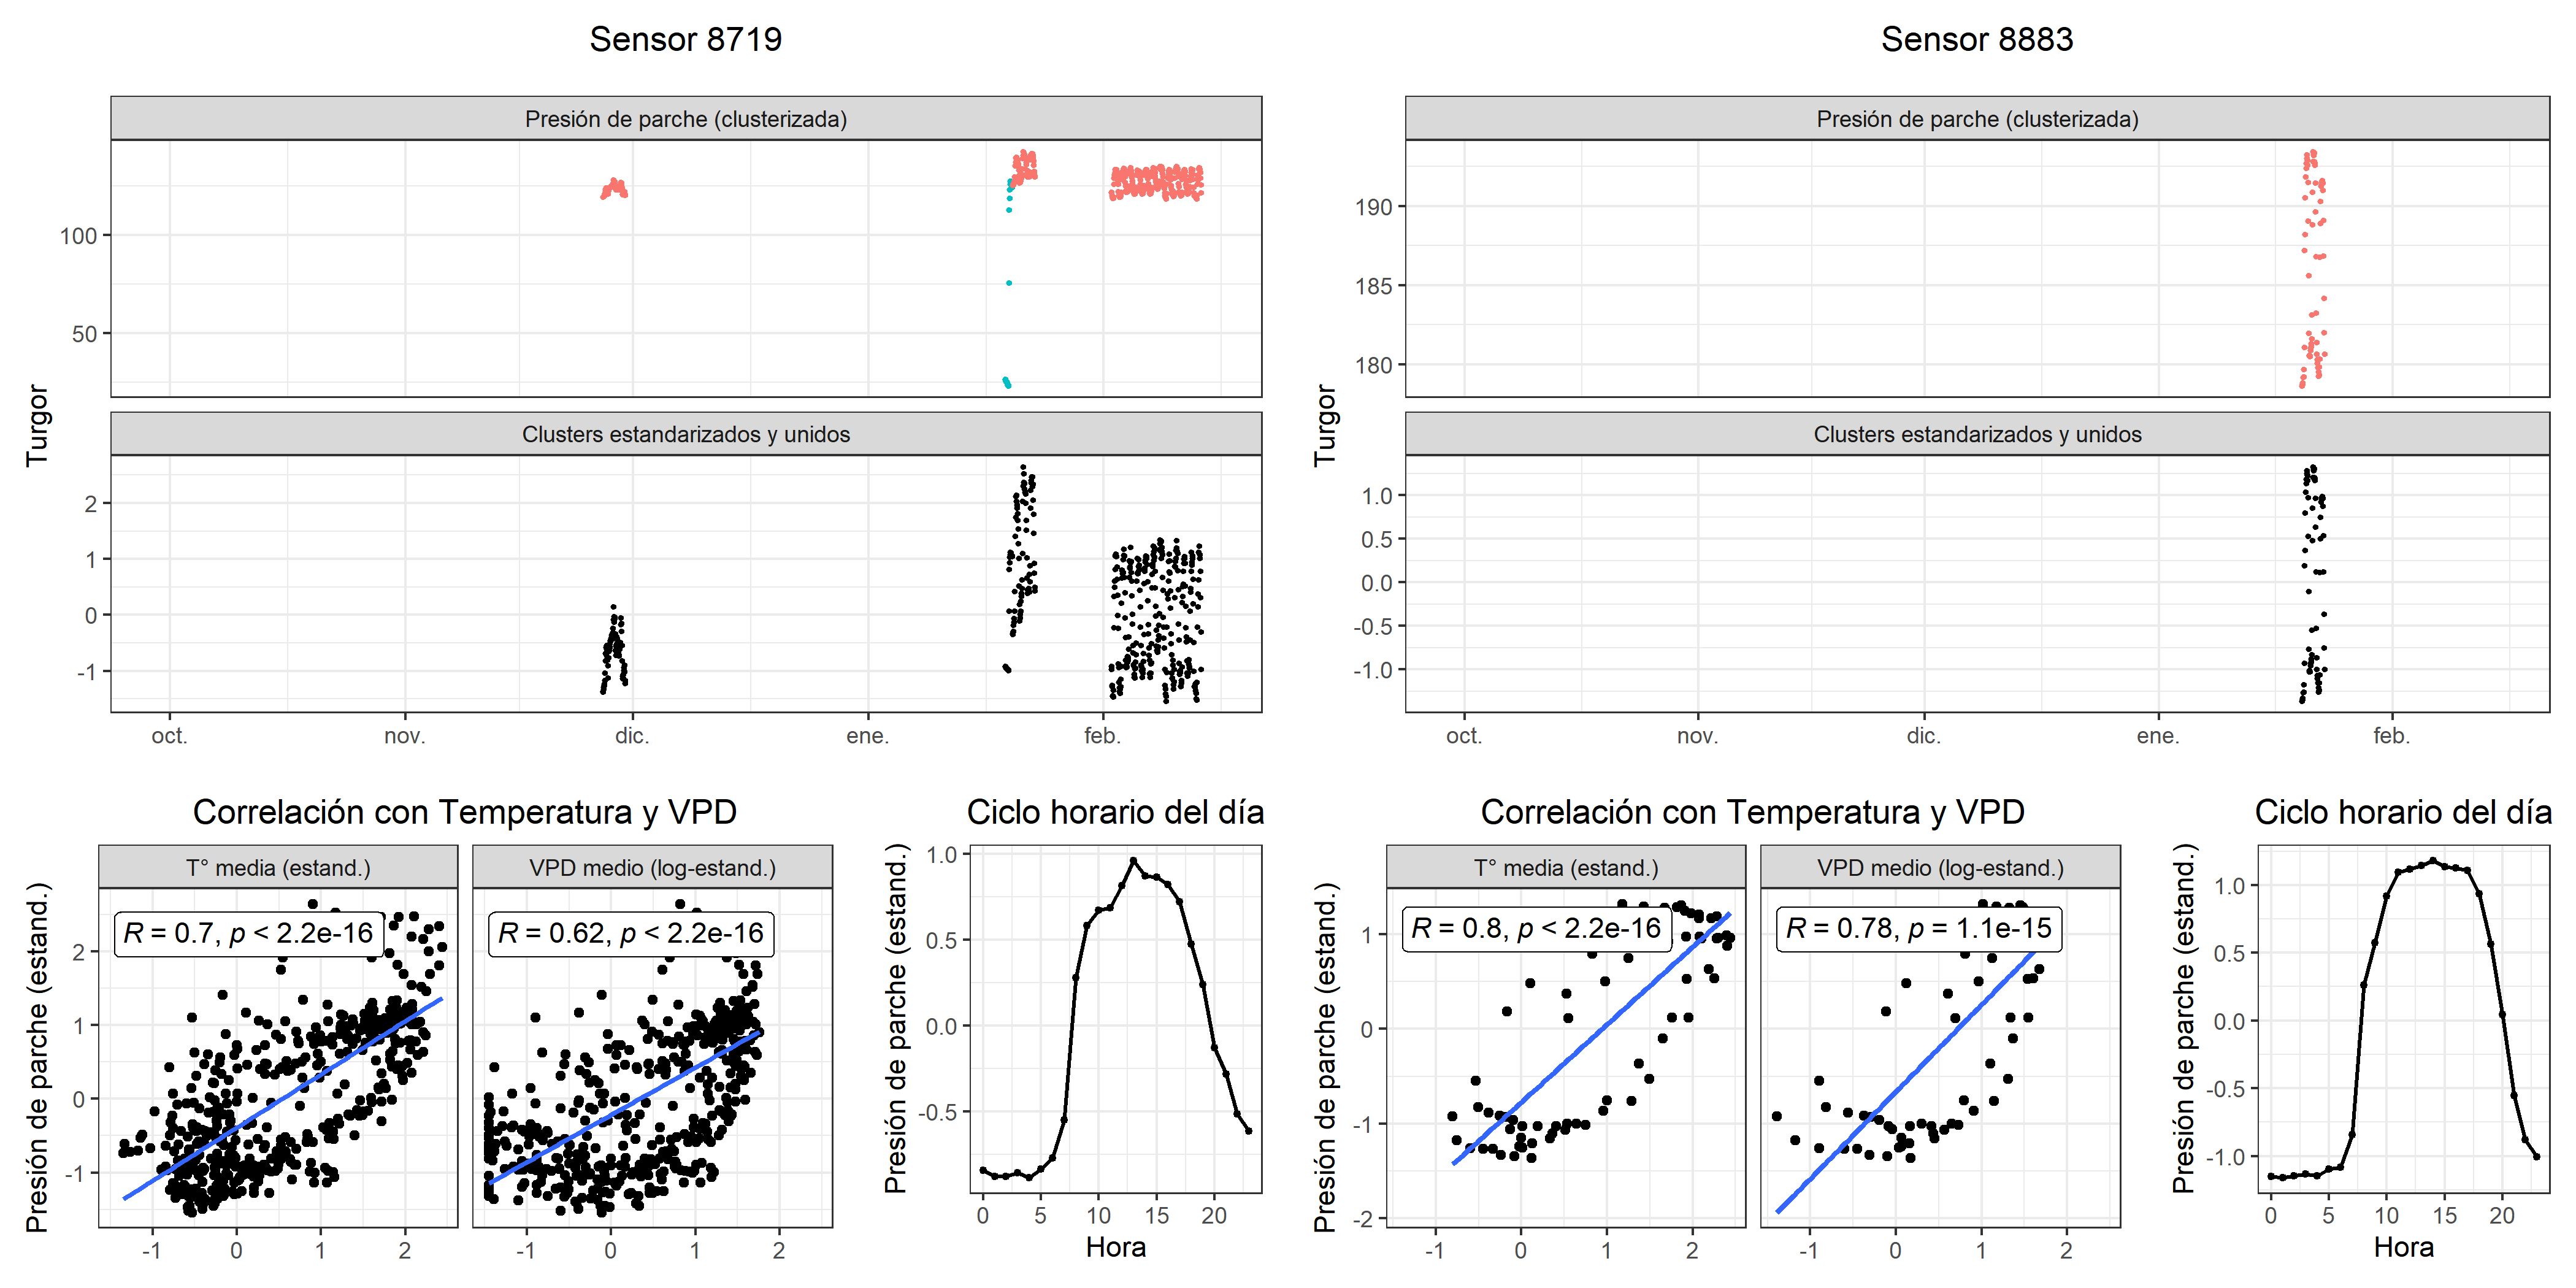 Sensor 8719
Presión de parche (clusterizada)
100
50
Turgor
Clusters estandarizados y unidos
2
1
0
-1
oct.
nov.
dic.
ene.
feb.
Correlación con Temperatura y VPD
T° media (estand.)
VPD medio (log-estand.)
R = 0.7, p < 2.2e-16
R = 0.62, p < 2.2e-16
Presión de parche (estand.)
2
1
0
-1
-1
0
1
2
-1
0
1
2
Ciclo horario del día
Presión de parche (estand.)
1.0
0.5
0.0
-0.5
0
5
10
15
20
Hora
Sensor 8883
Presión de parche (clusterizada)
190
185
180
Turgor
Clusters estandarizados y unidos
1.0
0.5
0.0
-0.5
-1.0
oct.
nov.
dic.
ene.
feb.
Correlación con Temperatura y VPD
T° media (estand.)
VPD medio (log-estand.)
R = 0.8, p < 2.2e-16
R = 0.78, p = 1.1e-15
Presión de parche (estand.)
1
0
-1
-2
-1
0
1
2
-1
0
1
2
Ciclo horario del día
Presión de parche (estand.)
1.0
0.5
0.0
-0.5
-1.0
0
5
10
15
20
Hora